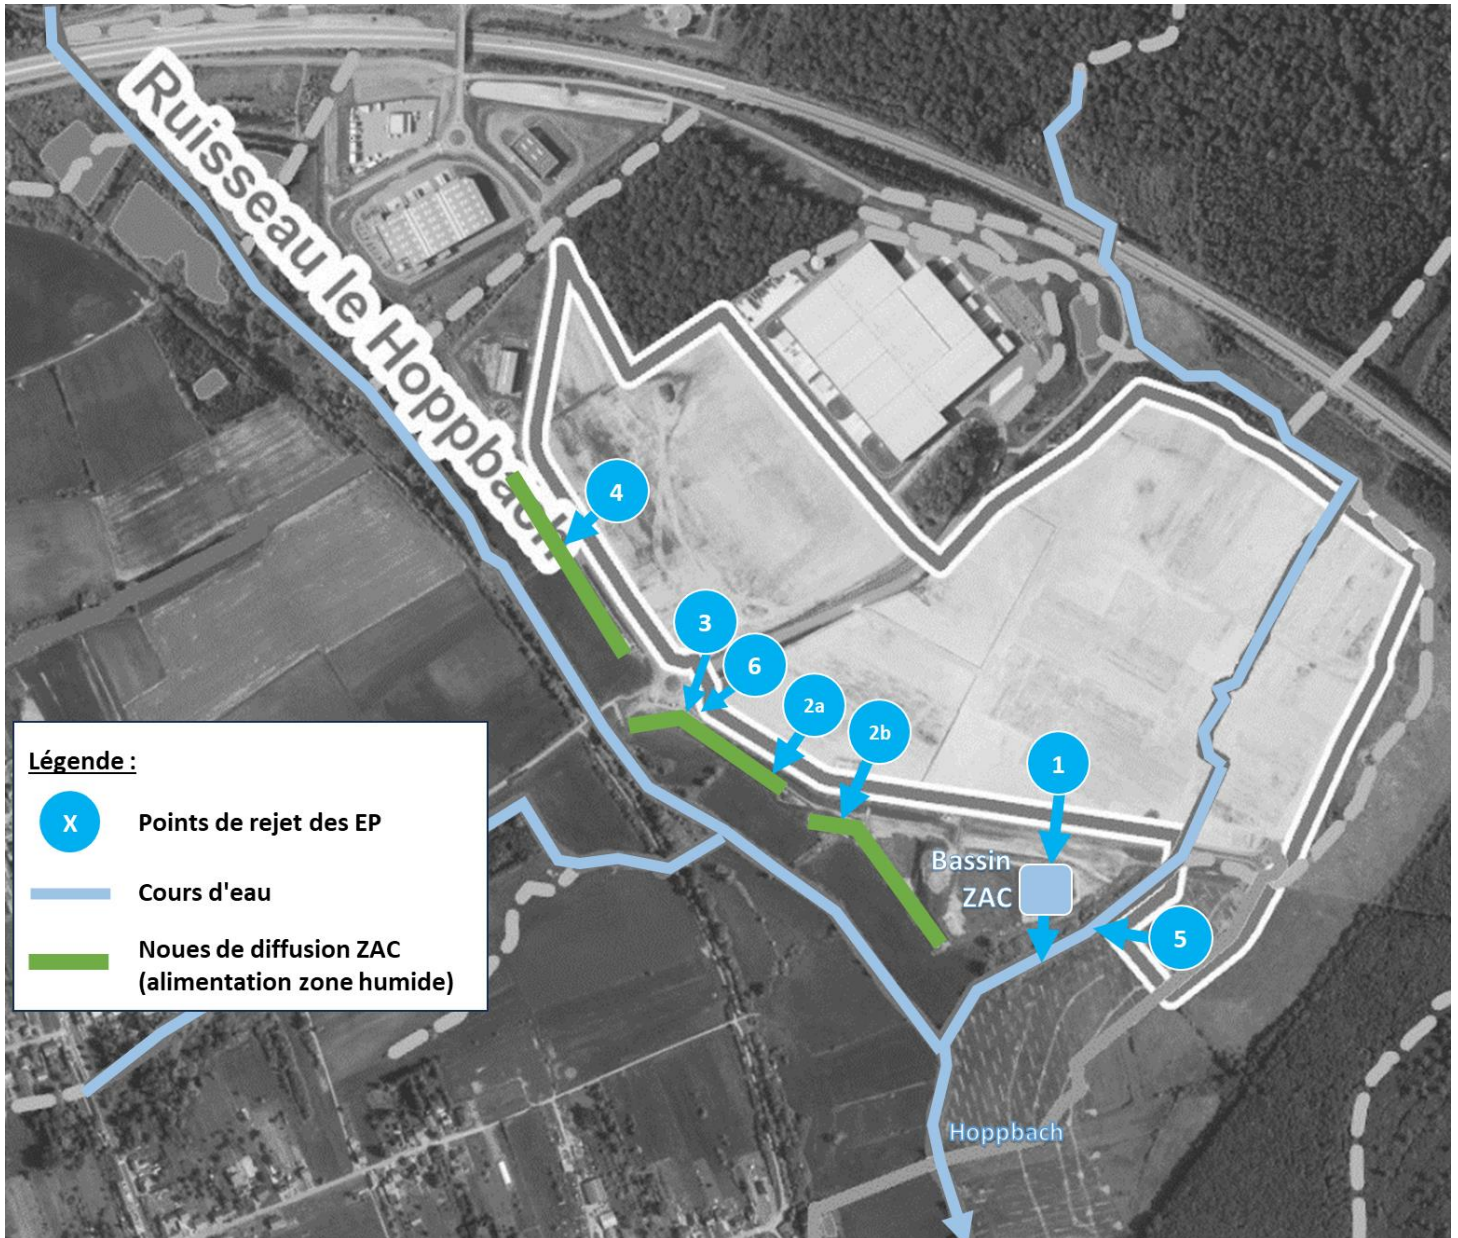 Ruisseau le Hoppbach
4
3
6
2a
2b
1
Bassin
ZAC
5
Légende :
X Points de rejet des EP
Cours d'eau
Noues de diffusion ZAC
(alimentation zone humide)
Hoppbach